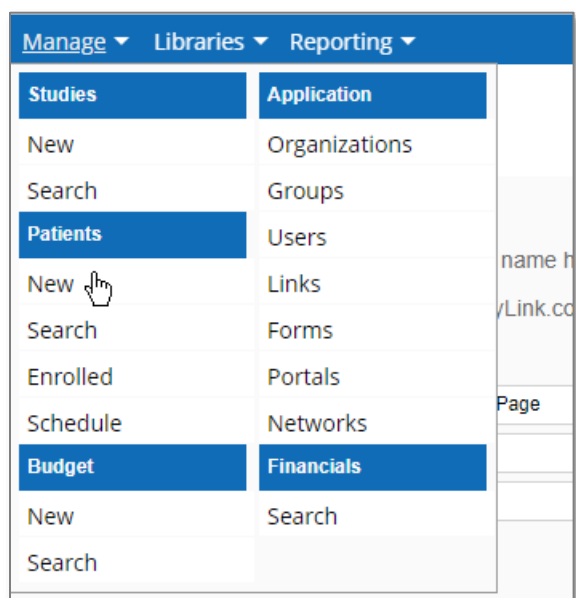 Manage Libraries Reporting
Studies
New
Search
Patients
New
Search
Enrolled
Schedule
Budget
New
Search
Application
Organizations
Groups
Users
Links
Forms
Portals
Networks
Financials
Search
name h
yLink.co
Page